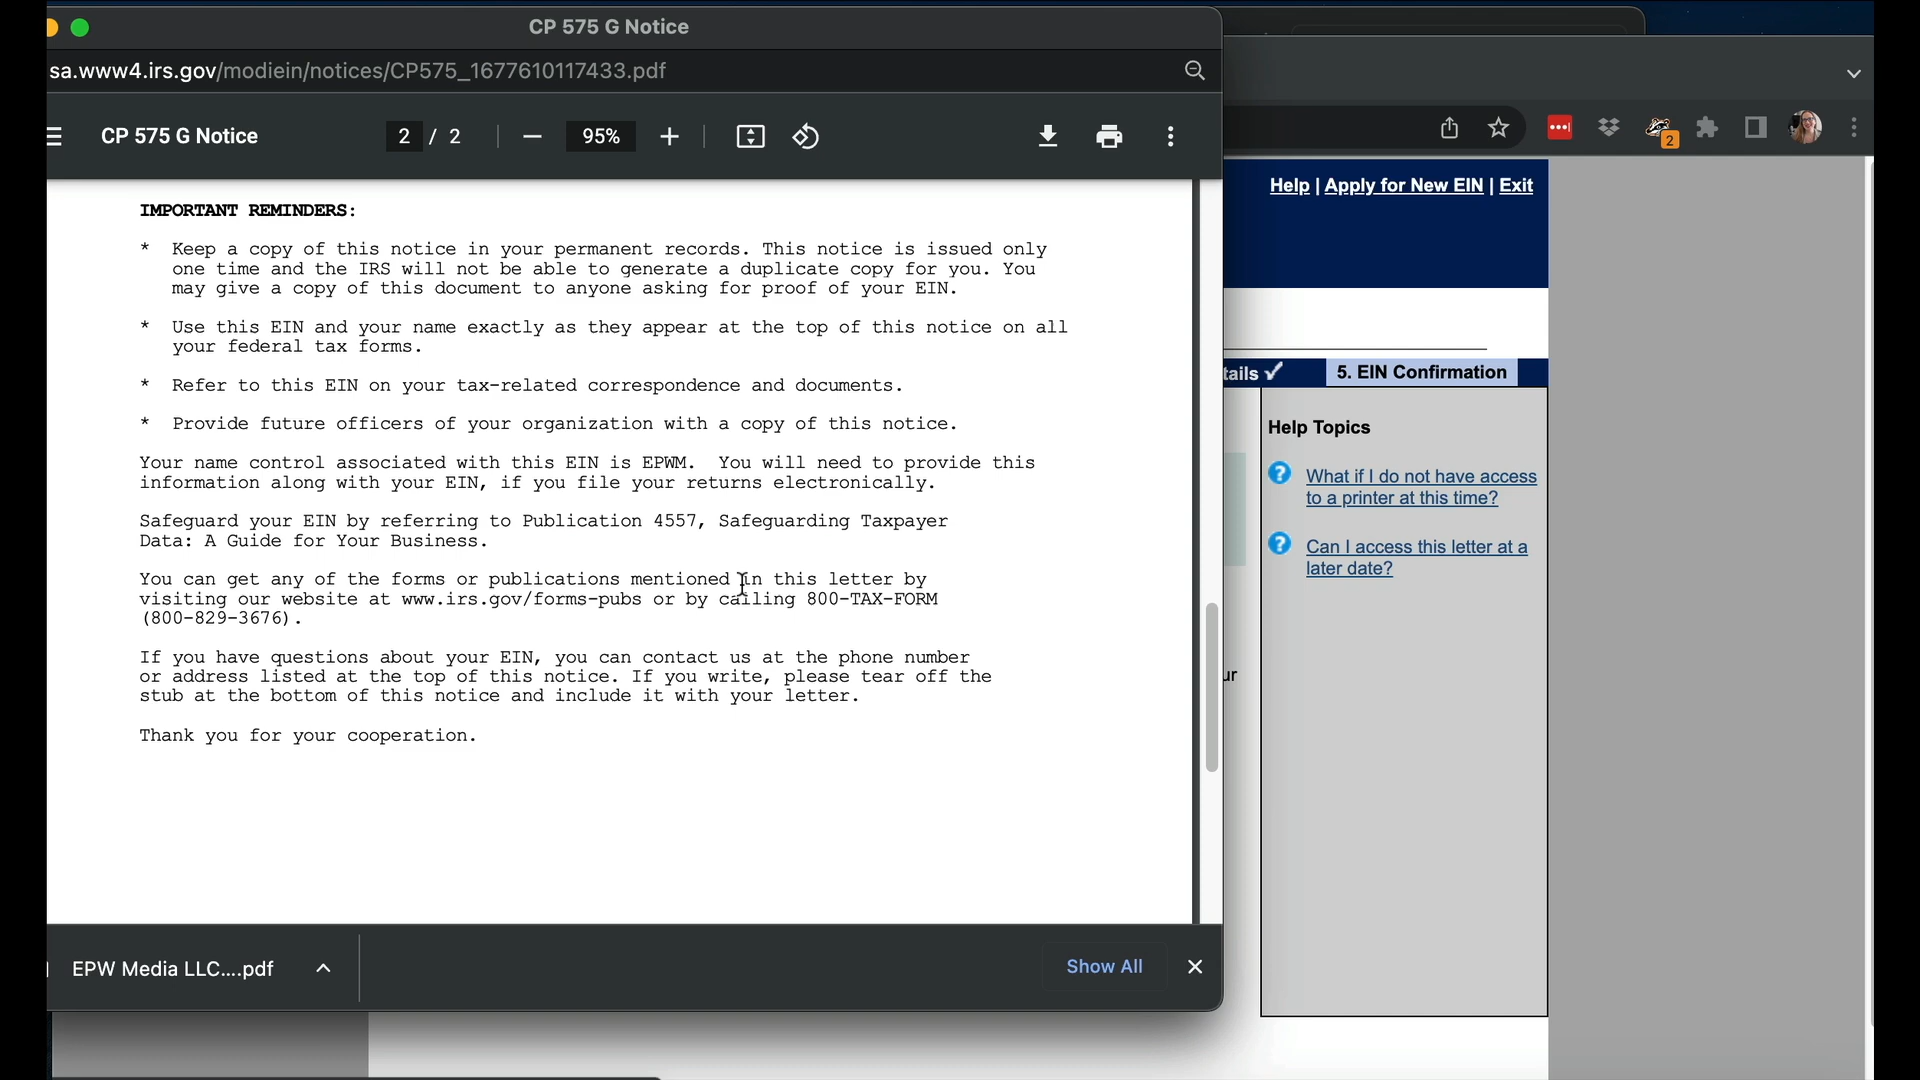 CP 575 G Notice
sa.www4.irs.gov/modiein/notices/CP575_1677610117433.pdf
CP 575 G Notice
2 / 2
95%
IMPORTANT REMINDERS:
* Keep a copy of this notice in your permanent records. This notice is issued only
one time and the IRS will not be able to generate a duplicate copy for you. You
may give a copy of this document to anyone asking for proof of your EIN.
* Use this EIN and your name exactly as they appear at the top of this notice on all
your federal tax forms.
* Refer to this EIN on your tax-related correspondence and documents.
* Provide future officers of your organization with a copy of this notice.
Your name control associated with this EIN is EPWM. You will need to provide this
information along with your EIN, if you file your returns electronically.
Safeguard your EIN by referring to Publication 4557, Safeguarding Taxpayer
Data: A Guide for Your Business.
You can get any of the forms or publications mentioned in this letter by
visiting our website at www.irs.gov/forms-pubs or by calling 800-TAX-FORM
(800-829-3676).
If you have questions about your EIN, you can contact us at the phone number
or address listed at the top of this notice. If you write, please tear off the
stub at the bottom of this notice and include it with your letter.
Thank you for your cooperation.
EPW Media LLC....pdf
Show All
2
Help | Apply for New EIN | Exit
tails ✓
5. EIN Confirmation
Help Topics
What if I do not have access
to a printer at this time?
Can I access this letter at a
later date?
ur